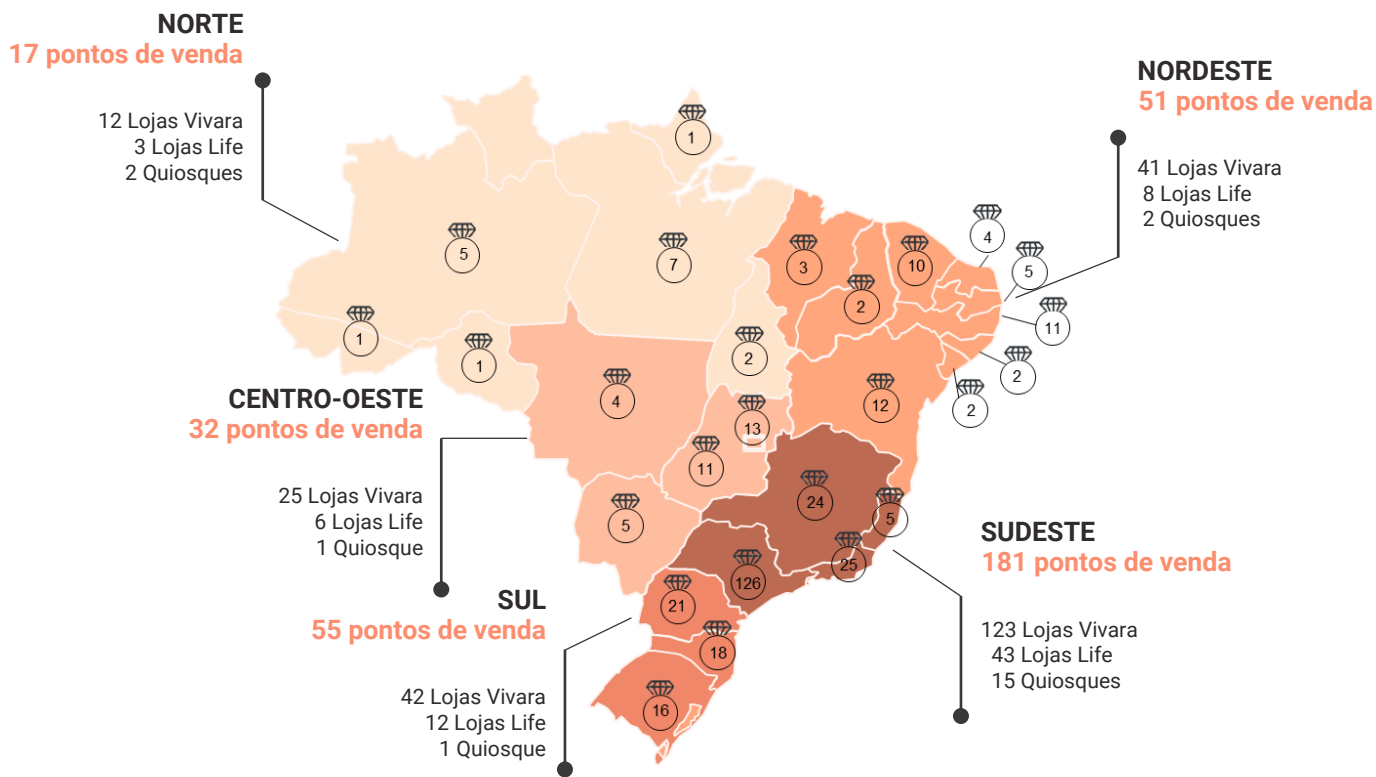 NORTE
17 pontos de venda
12 Lojas Vivara
3 Lojas Life
2 Quiosques
NORDESTE
51 pontos de venda
41 Lojas Vivara
8 Lojas Life
2 Quiosques
1
5
7
3
2
10
4
5
11
2
2
12
1
1
2
CENTRO-OESTE
32 pontos de venda
25 Lojas Vivara
6 Lojas Life
1 Quiosque
4
13
11
5
24
5
25
126
SUDESTE
181 pontos de venda
123 Lojas Vivara
43 Lojas Life
15 Quiosques
SUL
55 pontos de venda
42 Lojas Vivara
12 Lojas Life
1 Quiosque
21
18
16